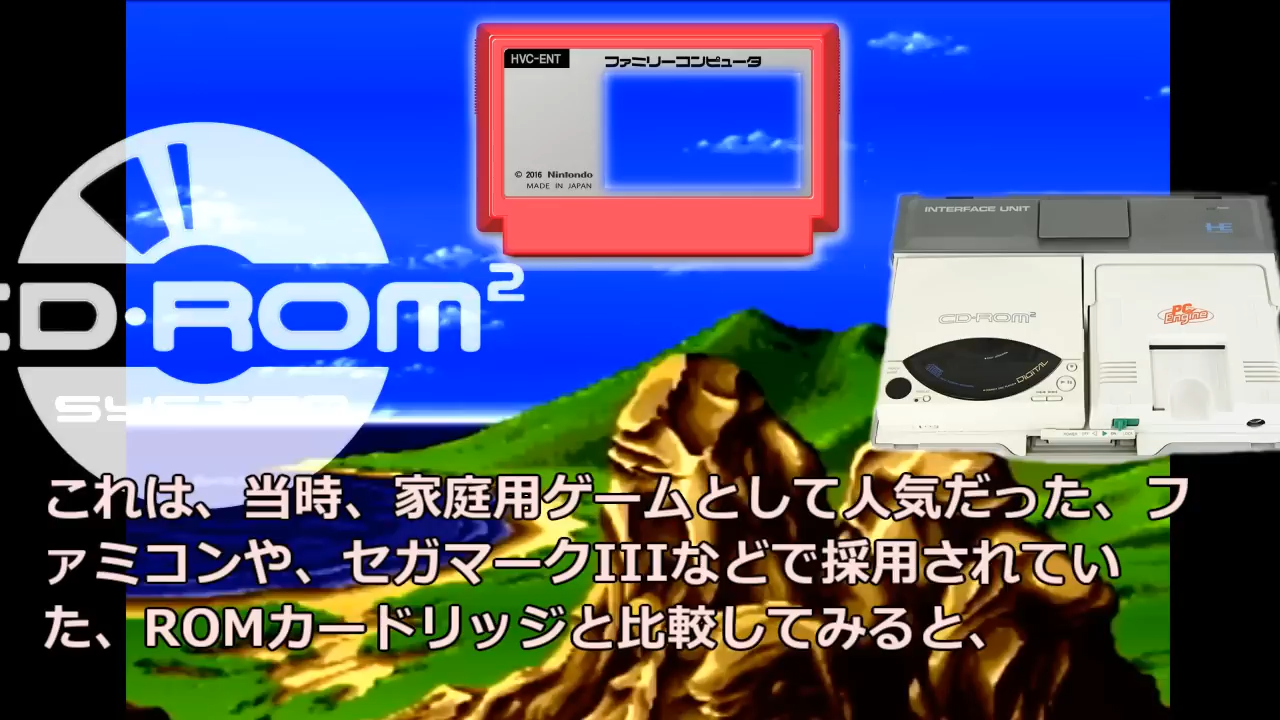 HVC-ENT
ファミリーコンピュータ
© 2016 Nintondo
MADE IN JAPAN
INTERFACE UNIT
CD-ROM²
SYSTEM
CD-ROM²
PC Engine
DIGITAL
これは、当時、家庭用ゲームとして人気だった、フ
ァミコンや、セガマークIIIなどで採用されてい
た、ROMカードリッジと比較してみると、